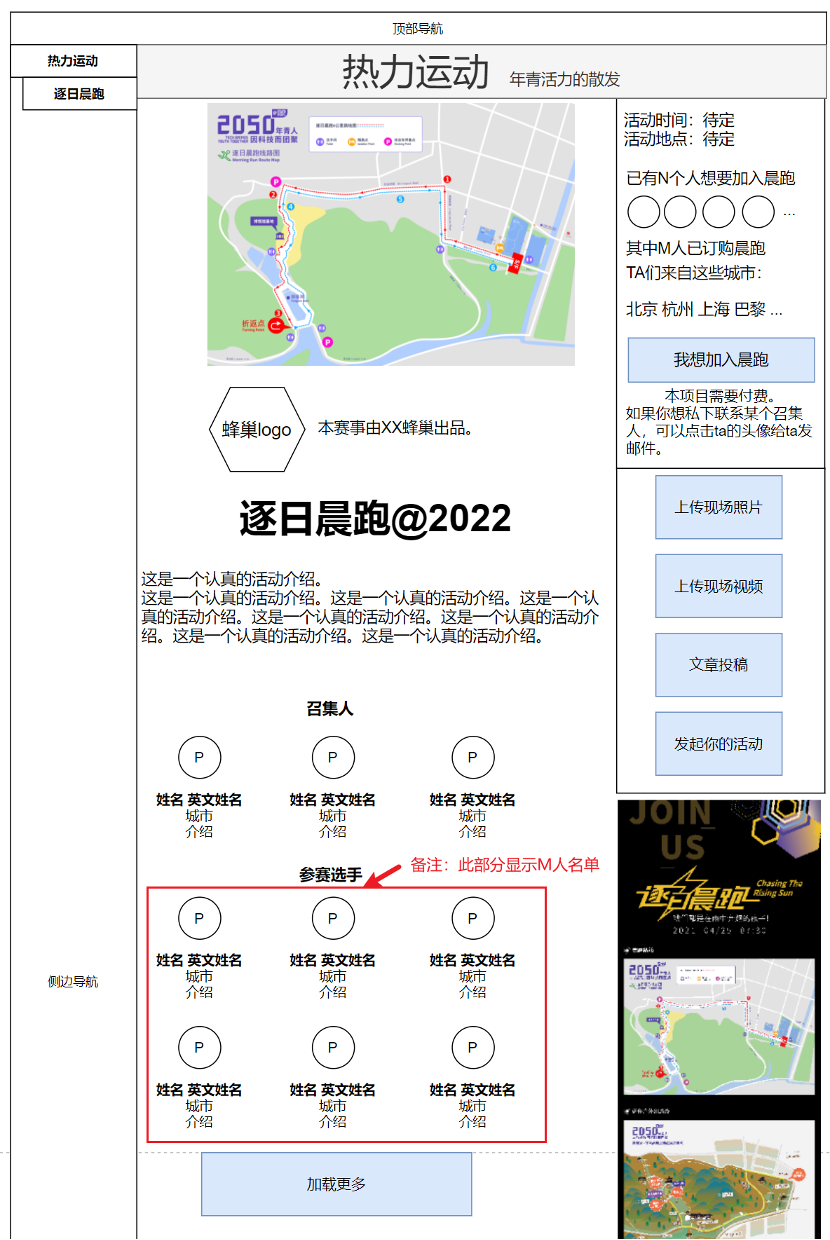 顶部导航
热力运动
逐日晨跑
热力运动 年青活力的散发
2050 年青人
因科技而团聚
逐日晨跑线路图
Morning Run Route Map
P
1
2
4
5
6
3
折返点
P
活动时间：待定
活动地点：待定
已有N个人想要加入晨跑
...
其中M人已订购晨跑
TA们来自这些城市：
北京 杭州 上海 巴黎 ...
我想加入晨跑
本项目需要付费。
如果你想私下联系某个召集
人，可以点击ta的头像给ta发
邮件。
蜂巢logo 本赛事由XX蜂巢出品。
逐日晨跑@2022
这是一个认真的活动介绍。
这是一个认真的活动介绍。这是一个认真的活动介绍。这是一个认
真的活动介绍。这是一个认真的活动介绍。这是一个认真的活动介
绍。这是一个认真的活动介绍。这是一个认真的活动介绍。
上传现场照片
上传现场视频
文章投稿
发起你的活动
召集人
P P P
姓名 英文姓名 姓名 英文姓名 姓名 英文姓名
城市 城市 城市
介绍 介绍 介绍
参赛选手 备注：此部分显示M人名单
P P P
姓名 英文姓名 姓名 英文姓名 姓名 英文姓名
城市 城市 城市
介绍 介绍 介绍
P P P
姓名 英文姓名 姓名 英文姓名 姓名 英文姓名
城市 城市 城市
介绍 介绍 介绍
加载更多
侧边导航
JOIN
US
逐日晨跑 Chasing The
Rising Sun
2021 04/25 07:30
2050
2050